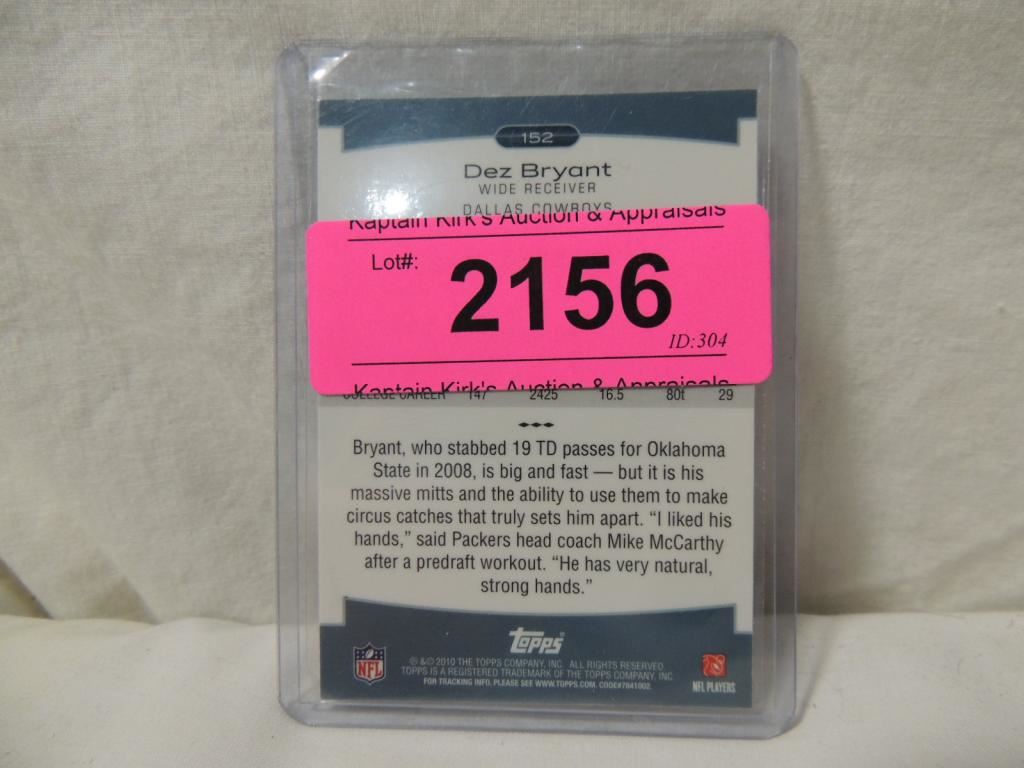 152
Dez Bryant
WIDE RECEIVER
DALLAS COWBOYS
Kaptain Kirk's Auction & Appraisals
Lot#: 2156
ID:304
Kaptain Kirk's Auction & Appraisals
COLLEGE CAREER 147 2425 16.5 80t 29
Bryant, who stabbed 19 TD passes for Oklahoma
State in 2008, is big and fast — but it is his
massive mitts and the ability to use them to make
circus catches that truly sets him apart. “I liked his
hands,” said Packers head coach Mike McCarthy
after a predraft workout. “He has very natural,
strong hands.”
Topps®
NFL
® & © 2010 THE TOPPS COMPANY, INC. ALL RIGHTS RESERVED.
TOPPS IS A REGISTERED TRADEMARK OF THE TOPPS COMPANY, INC.
FOR TRACKING INFO, PLEASE SEE WWW.TOPPS.COM. CODE#7841002.
NFL PLAYERS